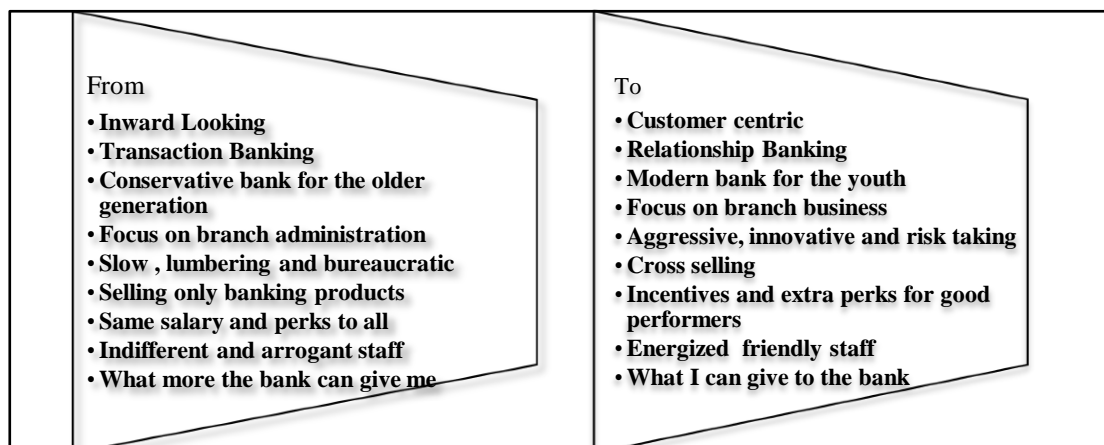 From
• Inward Looking
• Transaction Banking
• Conservative bank for the older
generation
• Focus on branch administration
• Slow , lumbering and bureaucratic
• Selling only banking products
• Same salary and perks to all
• Indifferent and arrogant staff
• What more the bank can give me
To
• Customer centric
• Relationship Banking
• Modern bank for the youth
• Focus on branch business
• Aggressive, innovative and risk taking
• Cross selling
• Incentives and extra perks for good
performers
• Energized friendly staff
• What I can give to the bank